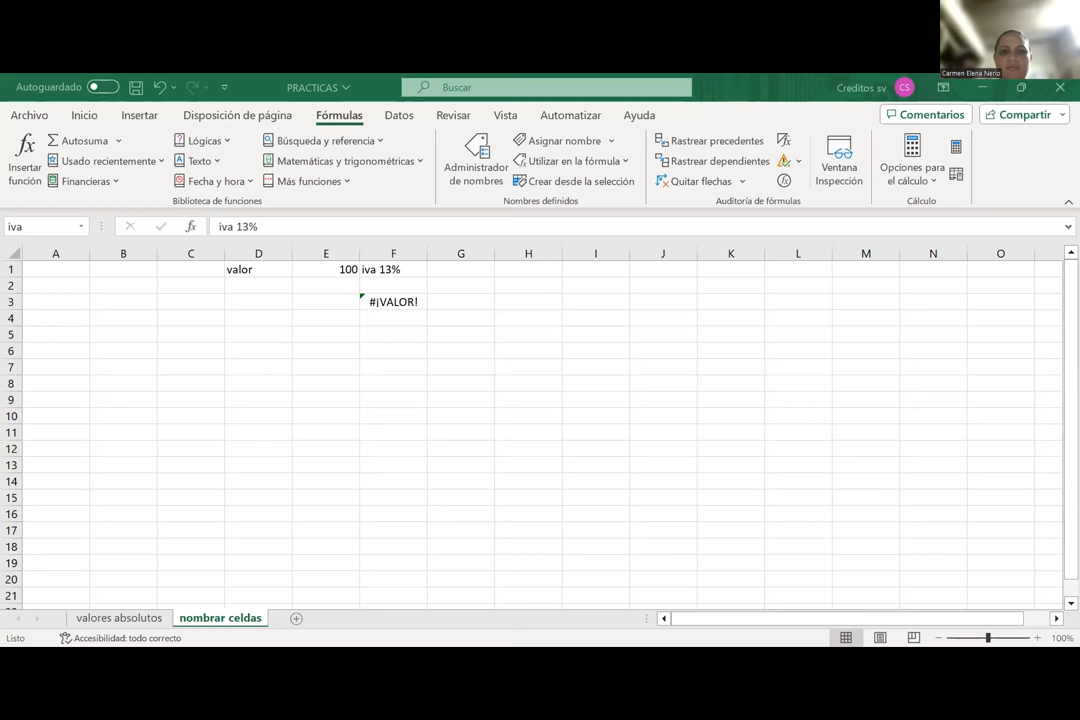 Carmen Elena Nerio
Autoguardado
PRACTICAS
Buscar
Creditos sv
CS
Archivo
Inicio
Insertar
Disposición de página
Fórmulas
Datos
Revisar
Vista
Automatizar
Ayuda
Comentarios
Compartir
Insertar
función
Autosuma
Usado recientemente
Financieras
Lógicas
Texto
Fecha y hora
Búsqueda y referencia
Matemáticas y trigonométricas
Más funciones
Biblioteca de funciones
Administrador
de nombres
Asignar nombre
Utilizar en la fórmula
Crear desde la selección
Nombres definidos
Rastrear precedentes
Rastrear dependientes
Quitar flechas
Auditoría de fórmulas
Ventana
Inspección
Opciones para
el cálculo
Cálculo
iva
fx
iva 13%
A B C D E F G H I J K L M N O
1 valor 100 iva 13%
2
3 #¡VALOR!
4
5
6
7
8
9
10
11
12
13
14
15
16
17
18
19
20
21
valores absolutos
nombrar celdas
Listo
Accesibilidad: todo correcto
100%